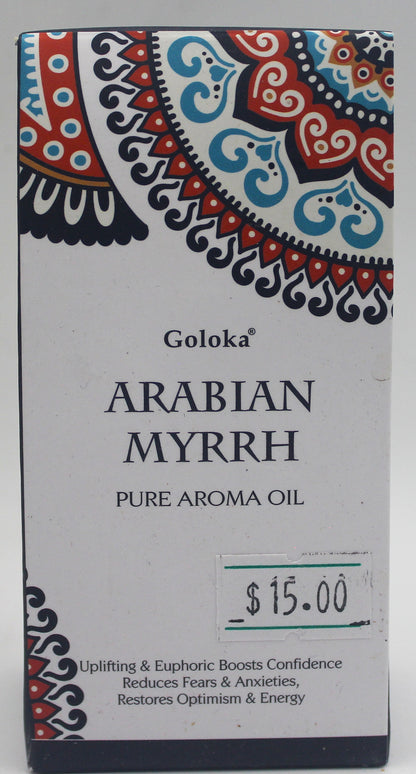 Goloka®
ARABIAN
MYRRH
PURE AROMA OIL
$15.00
Uplifting & Euphoric Boosts Confidence
Reduces Fears & Anxieties,
Restores Optimism & Energy